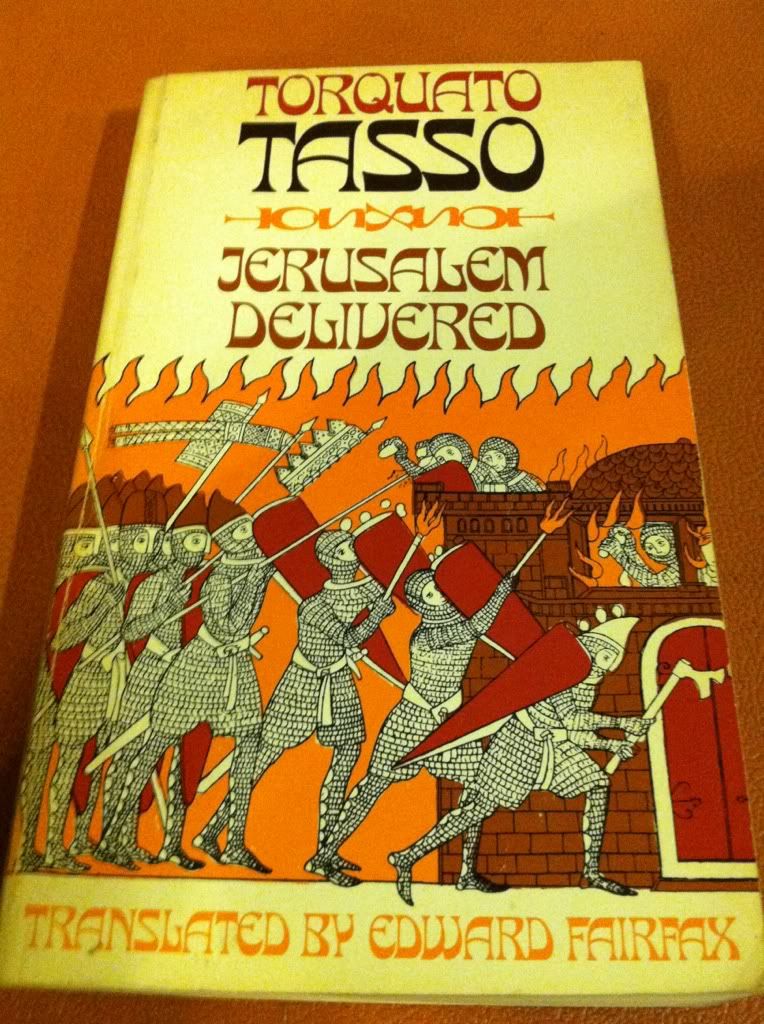 TORQUATO
TASSO
JERUSALEM
DELIVERED
TRANSLATED BY EDWARD FAIRFAX